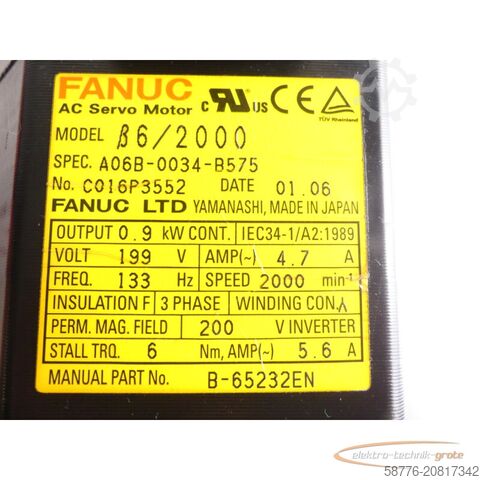 FANUC
AC Servo Motor c RU US CE TÜV Rheinland
MODEL β6/2000
SPEC. A06B-0034-B575
No. C016P3552 DATE 01.06
FANUC LTD YAMANASHI, MADE IN JAPAN
OUTPUT 0.9 kW CONT. IEC34-1/A2:1989
VOLT 199 V AMP(~) 4.7 A
FREQ. 133 Hz SPEED 2000 min⁻¹
INSULATION F 3 PHASE WINDING CON. Y
PERM. MAG. FIELD 200 V INVERTER
STALL TRQ. 6 Nm, AMP(~) 5.6 A
MANUAL PART No. B-65232EN
elektro-technik-grote
58776-20817342